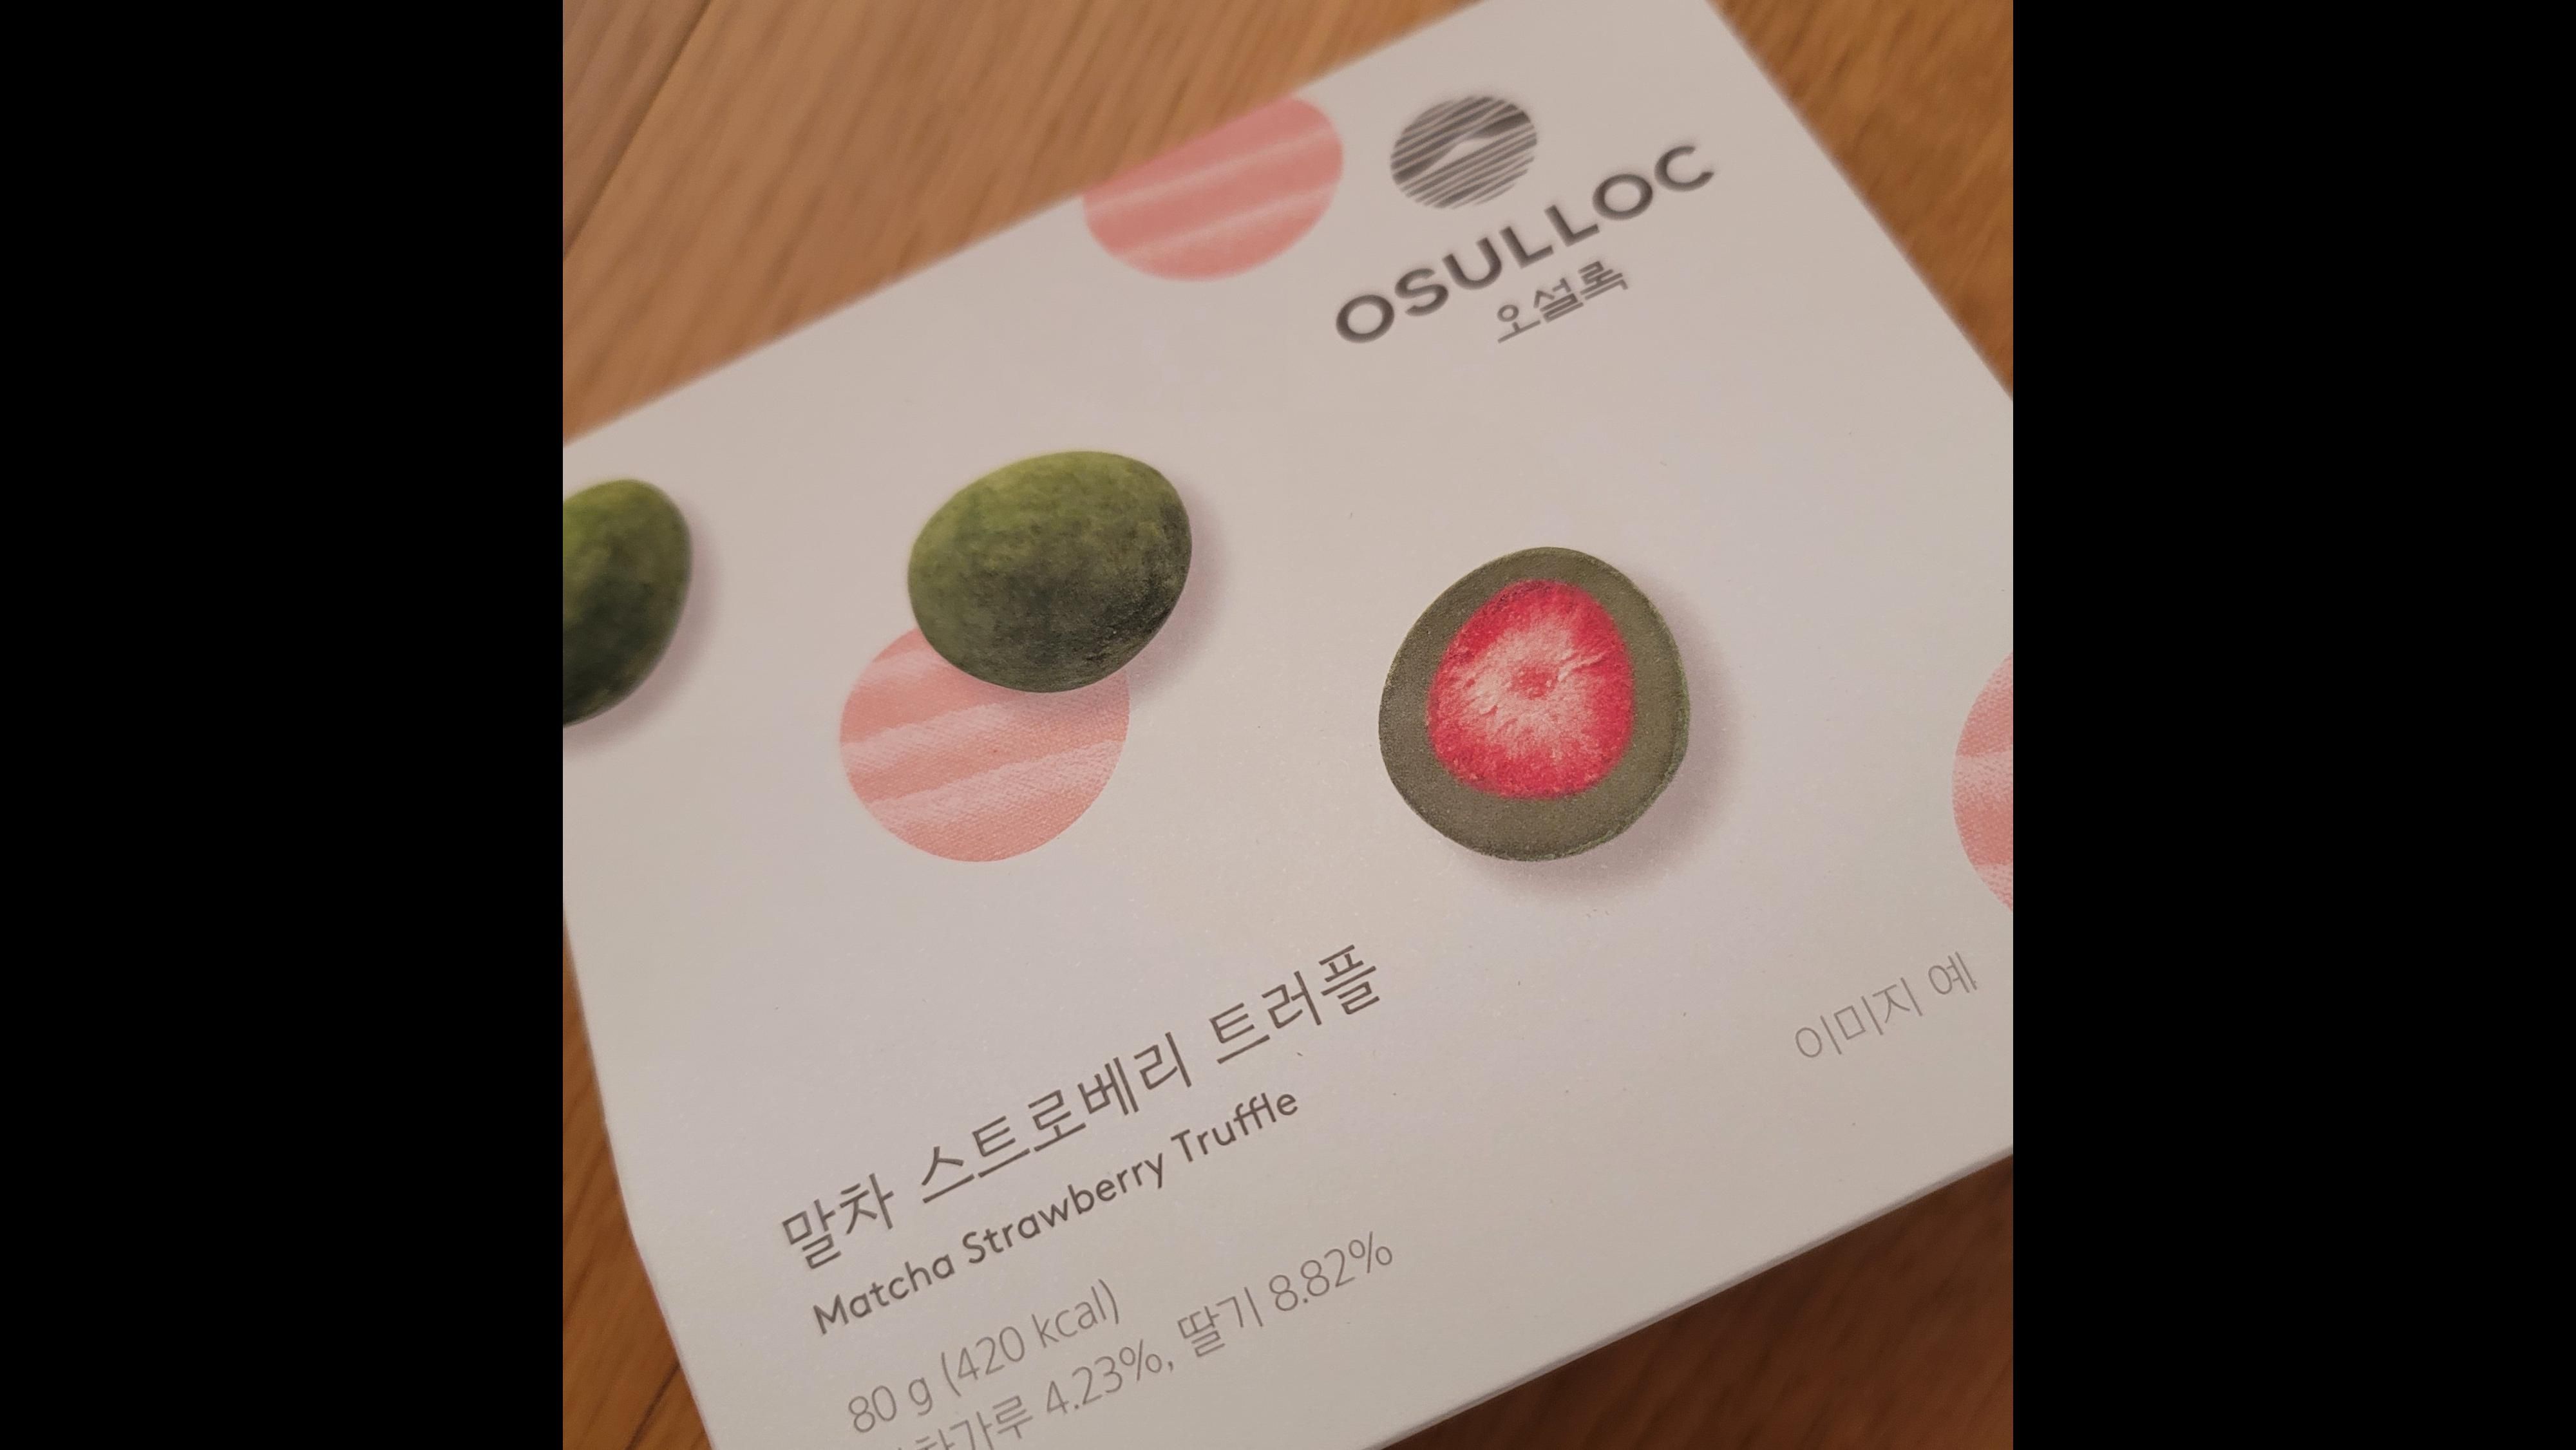 OSULLOC
오설록
말차 스트로베리 트러플
Matcha Strawberry Truffle
80 g (420 kcal)
4.23%, 딸기 8.82%
이미지 예